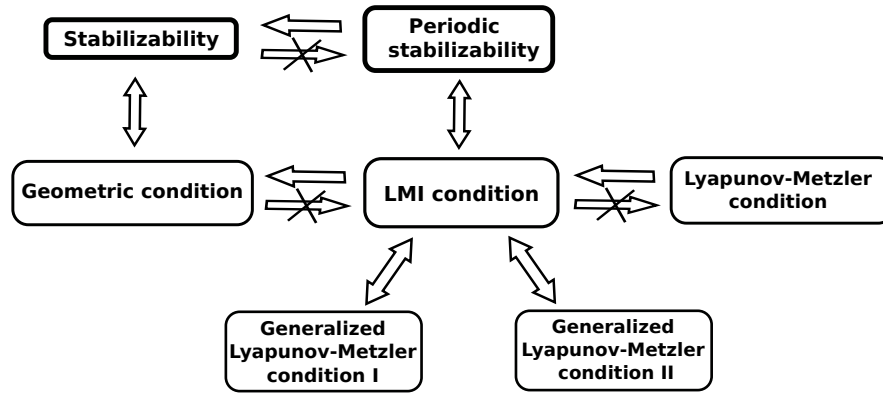 Stabilizability
Periodic
stabilizability
Geometric condition
LMI condition
Lyapunov-Metzler
condition
Generalized
Lyapunov-Metzler
condition I
Generalized
Lyapunov-Metzler
condition II